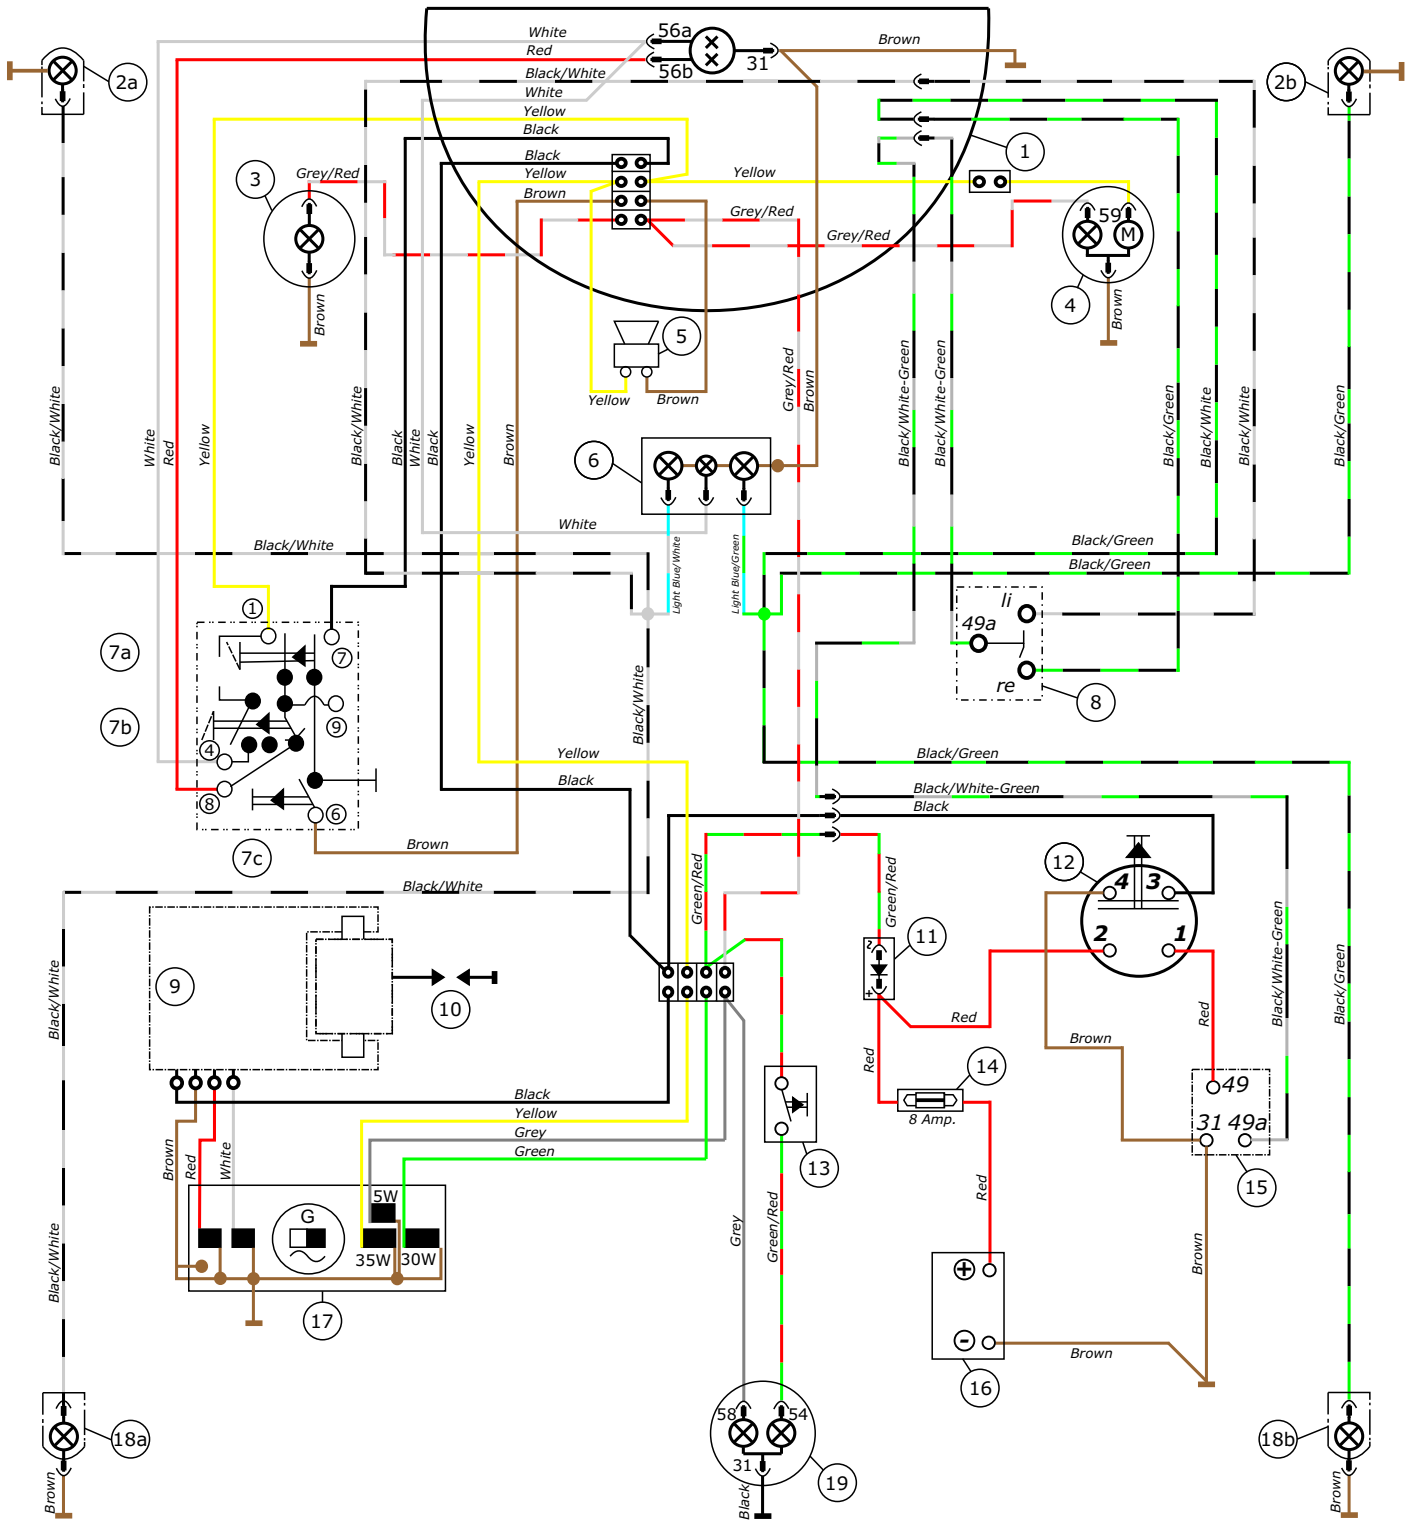 White
56a
Red
56b
31
Brown
Black/White
White
Yellow
Black
2a
2b
1
Black
Yellow
Brown
Yellow
3
Grey/Red
Grey/Red
Grey/Red
59
M
4
Brown
Brown
5
Yellow
Brown
Black/White
White
Red
Yellow
Black/White
Black
White
Black
Yellow
Brown
Grey/Red
Brown
Black/White-Green
Black/White-Green
Black/Green
Black/White
Black/White
Black/Green
6
White
Light Blue/White
Light Blue/Green
Black/White
Black/Green
Black/Green
1
7
7a
7b
9
4
8
6
7c
li
49a
re
8
Black/White
Yellow
Black
Brown
Black/White
Black/Green
Black/White-Green
Black
Green/Red
Green/Red
12
4
3
2
1
11
~
+
9
10
Black/White
Black/White-Green
Black/Green
Red
Red
Red
Brown
14
8 Amp.
49
31
49a
15
Black
Yellow
Grey
Green
Brown
Red
White
13
G
5W
35W
30W
17
Black/White
Grey
Green/Red
Red
Brown
+
-
Brown
16
58
54
31
19
Black
18a
Brown
18b
Brown